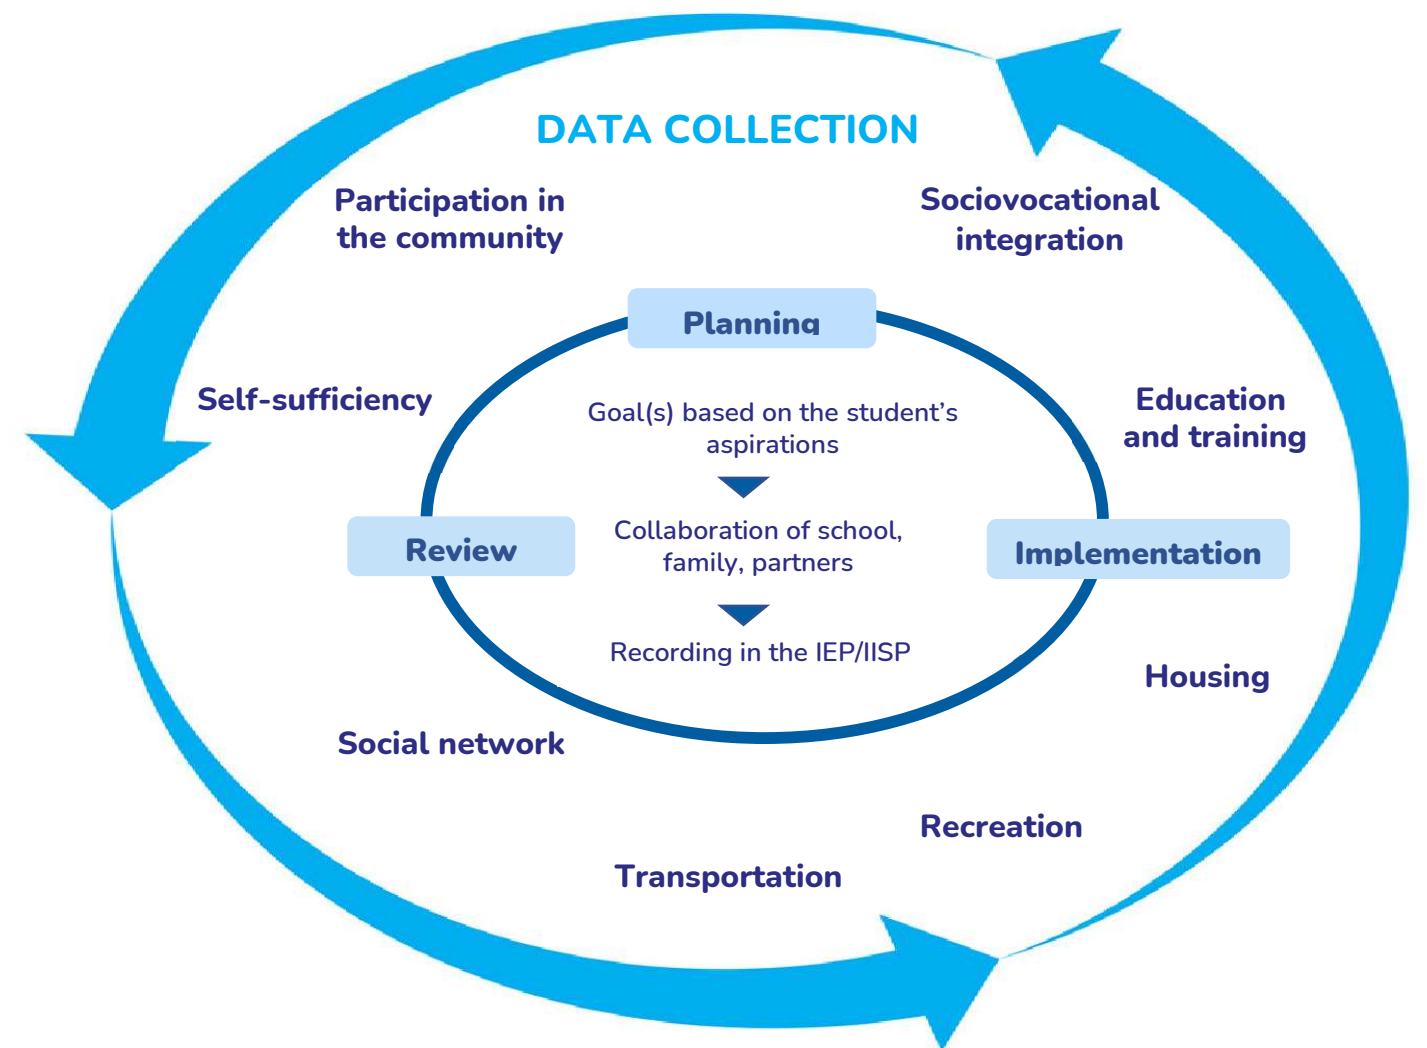 DATA COLLECTION
Participation in
the community
Sociovocational
integration
Planning
Self-sufficiency
Education
and training
Goal(s) based on the student’s
aspirations
Collaboration of school,
family, partners
Review
Implementation
Recording in the IEP/IISP
Housing
Social network
Recreation
Transportation